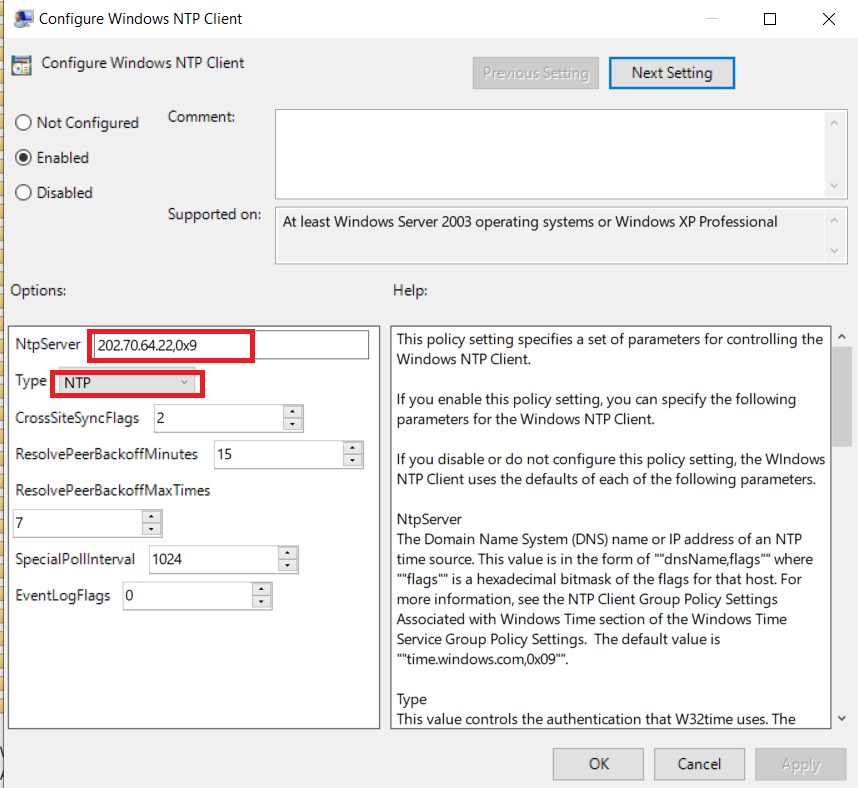 Configure Windows NTP Client
Configure Windows NTP Client
Previous Setting
Next Setting
Not Configured
Enabled
Disabled
Comment:
Supported on:
At least Windows Server 2003 operating systems or Windows XP Professional
Options:
Help:
NtpServer 202.70.64.22,0x9
Type NTP
CrossSiteSyncFlags 2
ResolvePeerBackoffMinutes 15
ResolvePeerBackoffMaxTimes
7
SpecialPollInterval 1024
EventLogFlags 0
This policy setting specifies a set of parameters for controlling the
Windows NTP Client.
If you enable this policy setting, you can specify the following
parameters for the Windows NTP Client.
If you disable or do not configure this policy setting, the WIndows
NTP Client uses the defaults of each of the following parameters.
NtpServer
The Domain Name System (DNS) name or IP address of an NTP
time source. This value is in the form of ""dnsName,flags"" where
""flags"" is a hexadecimal bitmask of the flags for that host. For
more information, see the NTP Client Group Policy Settings
Associated with Windows Time section of the Windows Time
Service Group Policy Settings.  The default value is
""time.windows.com,0x09"".
Type
This value controls the authentication that W32time uses. The
OK
Cancel
Apply